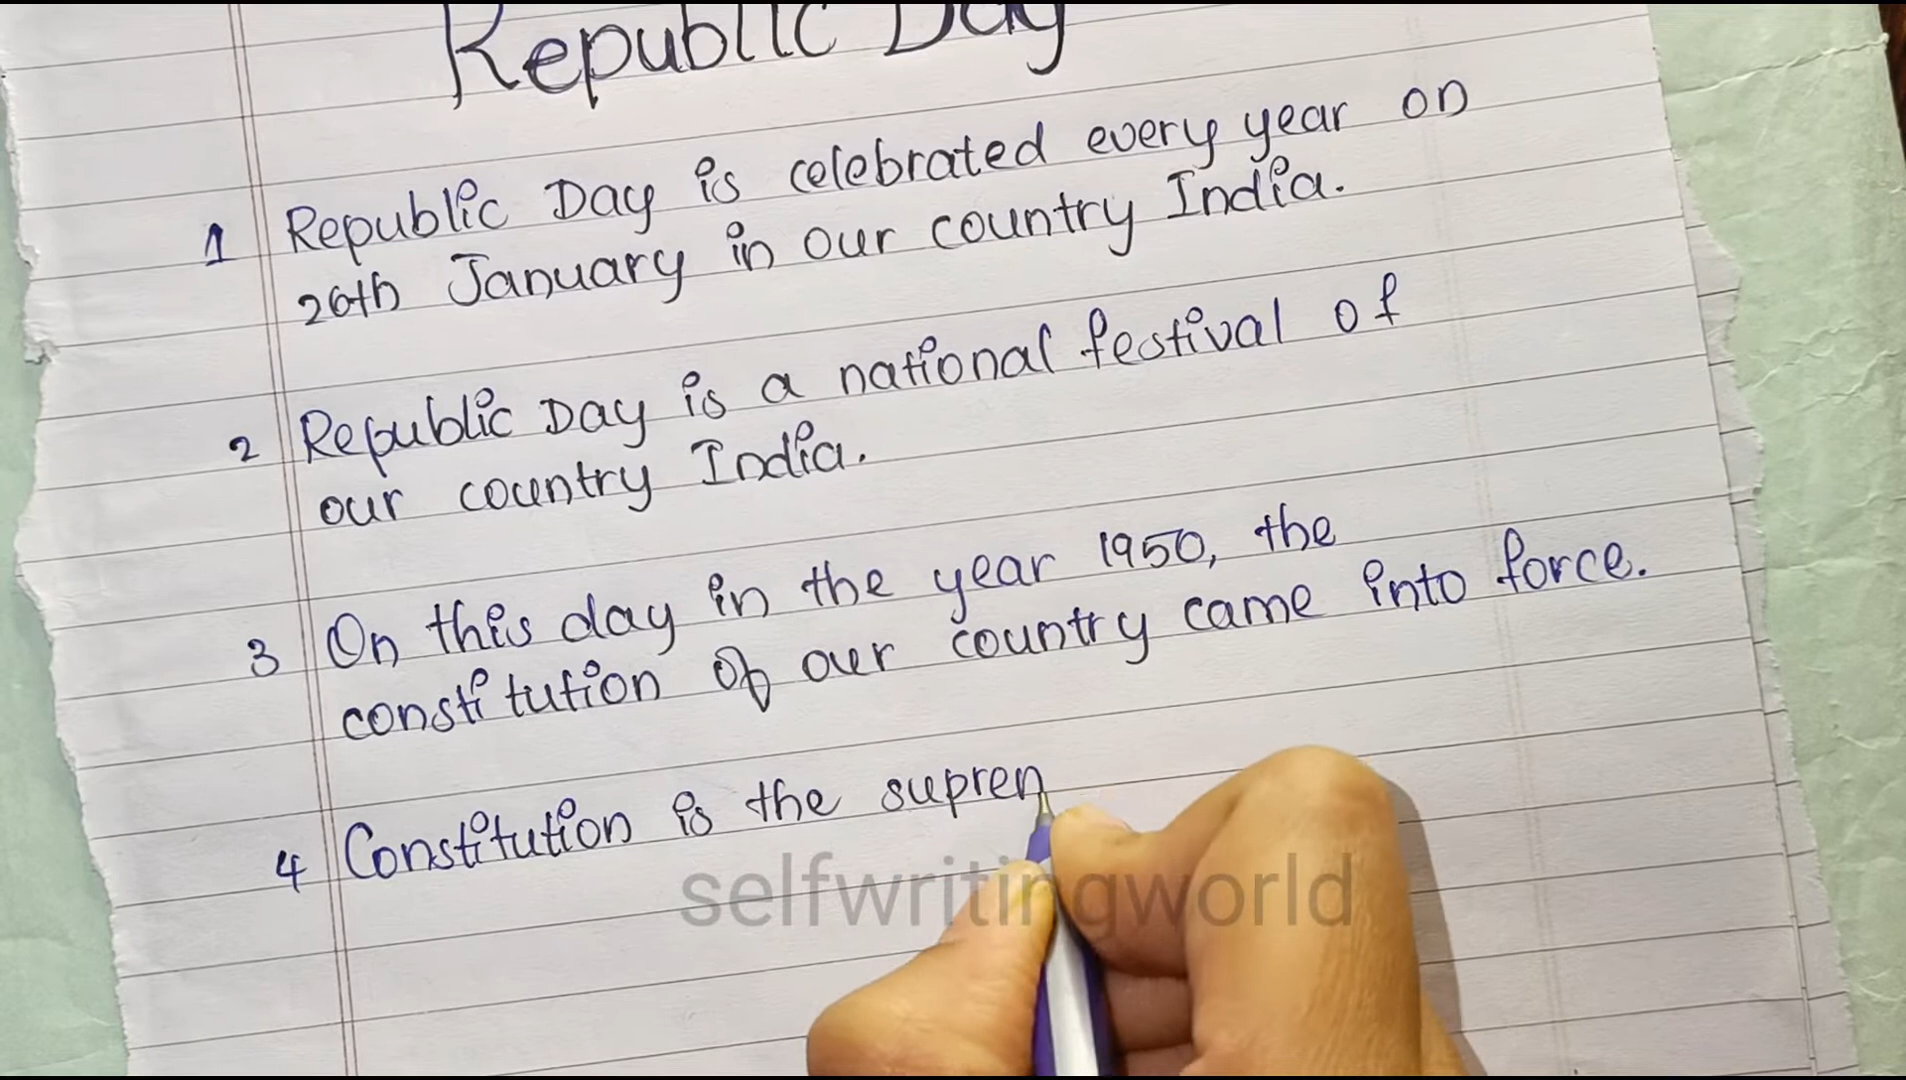 Republic Day
1 Republic Day is celebrated every year on
26th January in our country India.
2 Republic Day is a national festival of
our country India.
3 On this day in the year 1950, the
constitution of our country came into force.
4 Constitution is the supren
selfwritingworld